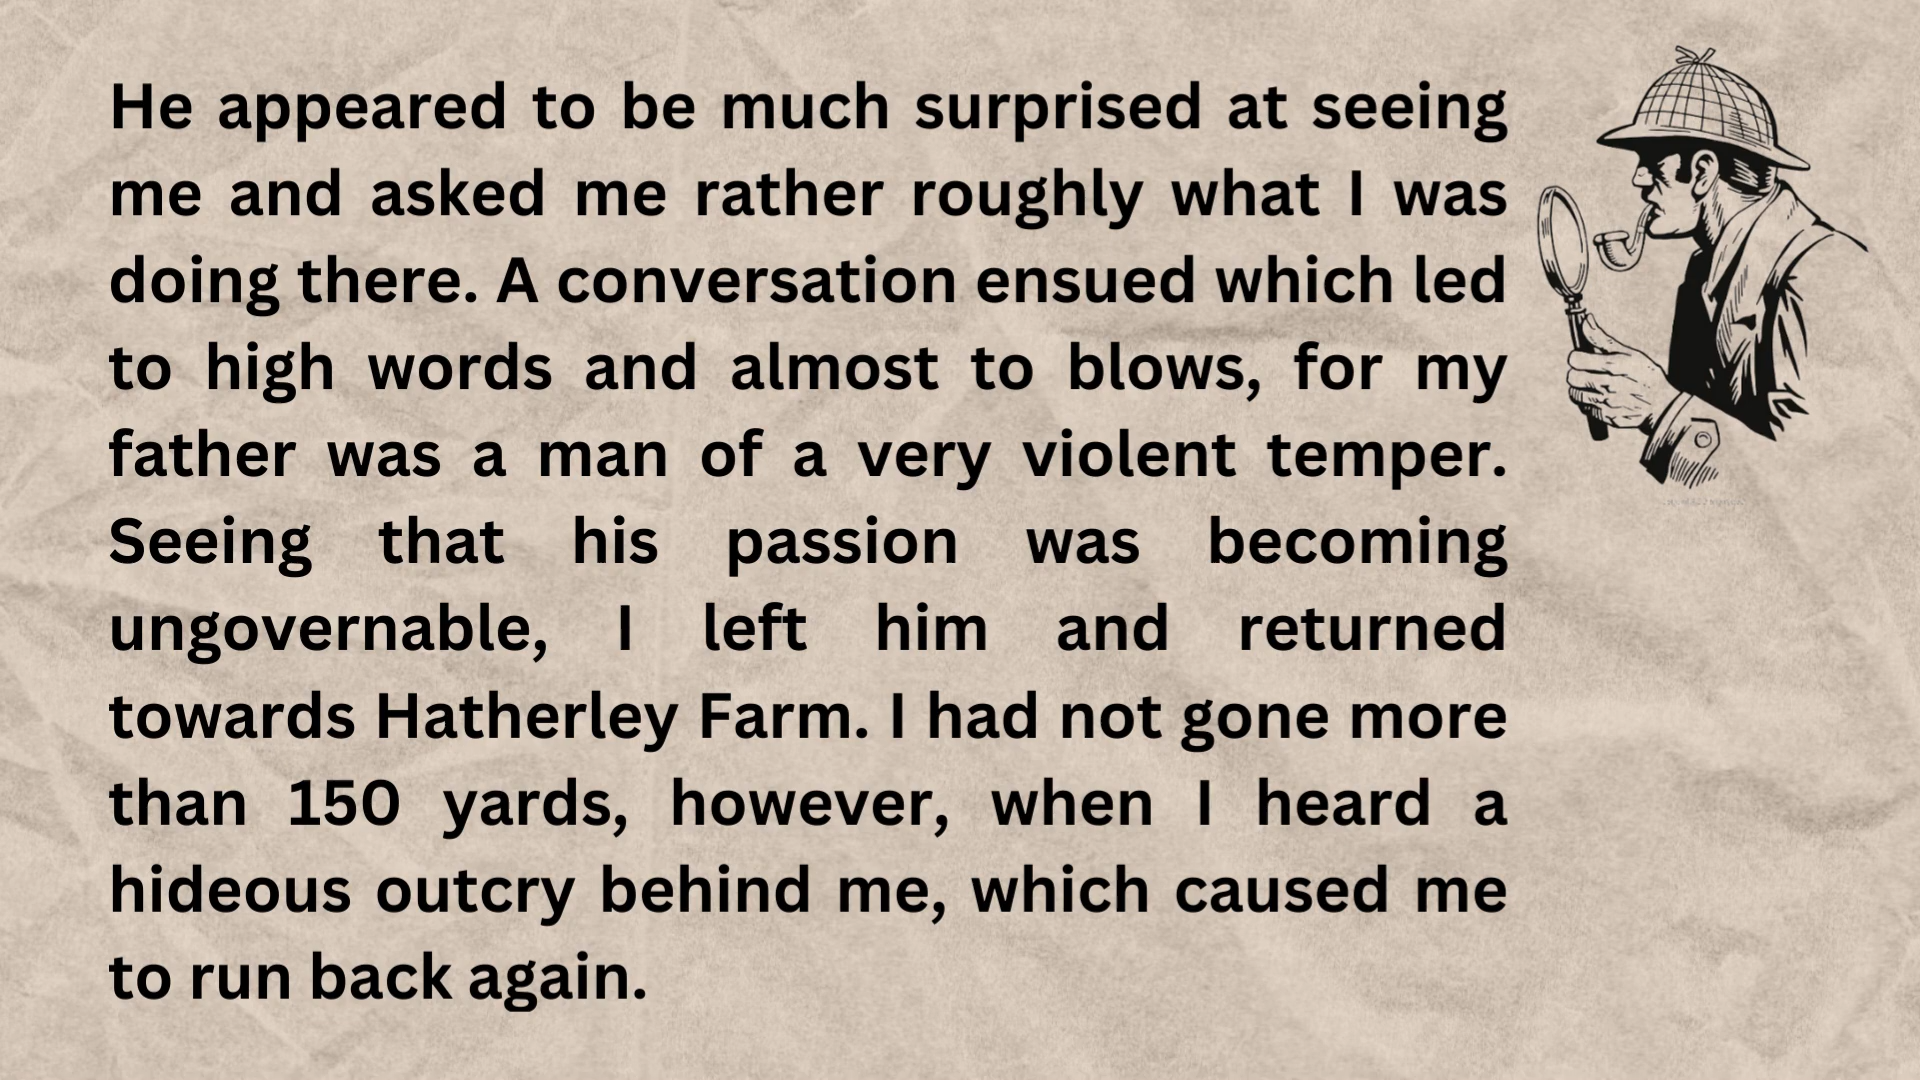 He appeared to be much surprised at seeing
me and asked me rather roughly what I was
doing there. A conversation ensued which led
to high words and almost to blows, for my
father was a man of a very violent temper.
Seeing that his passion was becoming
ungovernable, I left him and returned
towards Hatherley Farm. I had not gone more
than 150 yards, however, when I heard a
hideous outcry behind me, which caused me
to run back again.